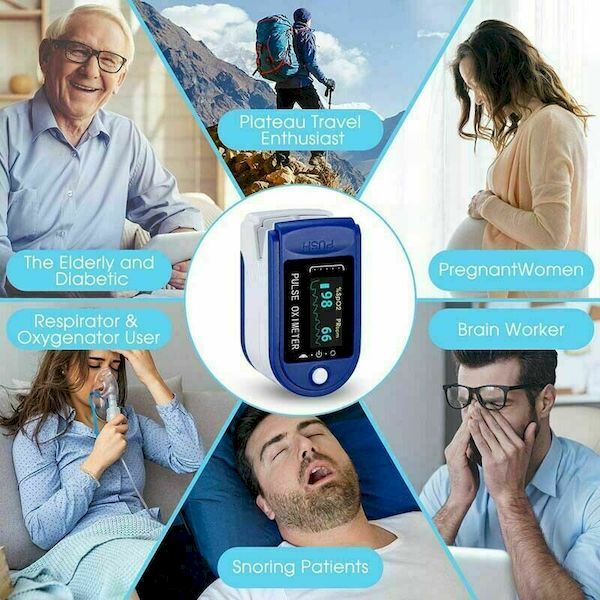 Plateau Travel
Enthusiast
The Elderly and
Diabetic
PregnantWomen
PUSH
PULSE OXIMETER
%SpO2
98
PRbpm
66
Respirator &
Oxygenator User
Brain Worker
Snoring Patients